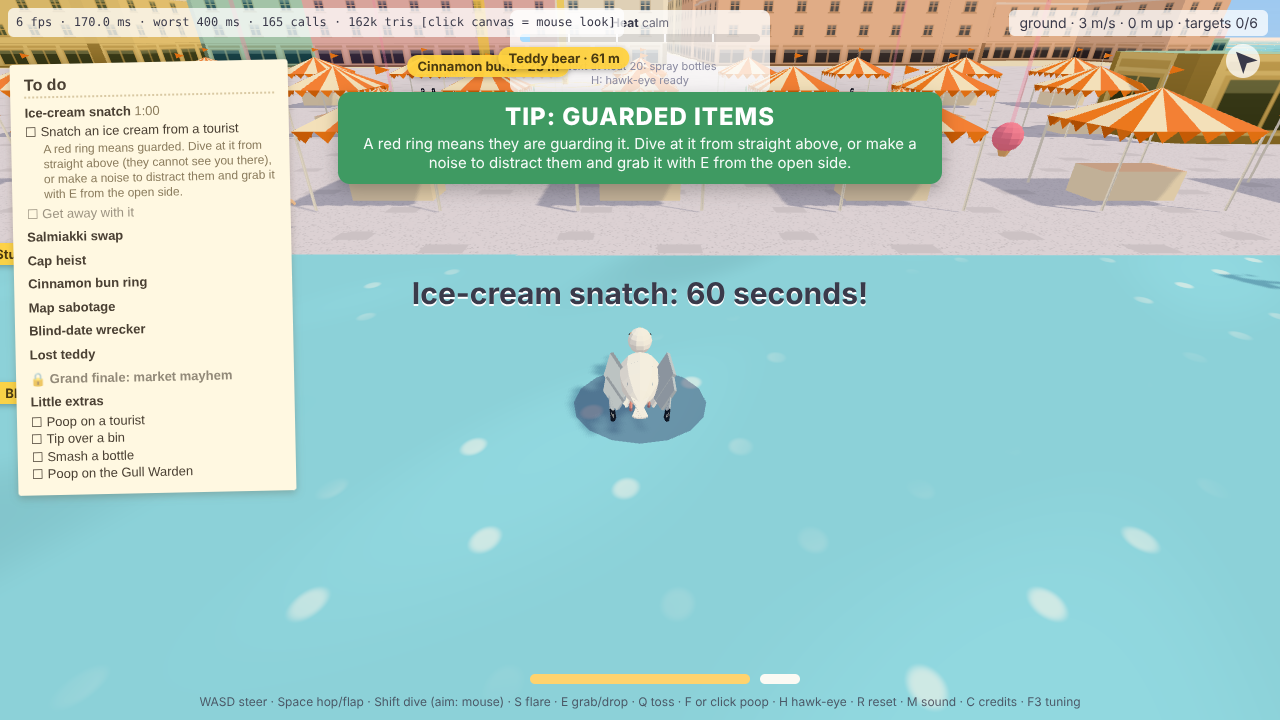 6 fps · 170.0 ms · worst 400 ms · 165 calls · 162k tris [click canvas = mouse look]
eat calm
ground · 3 m/s · 0 m up · targets 0/6
Teddy bear · 61 m
Cinnamon bun
20: spray bottles
H: hawk-eye ready
TIP: GUARDED ITEMS
A red ring means they are guarding it. Dive at it from straight above, or make a
noise to distract them and grab it with E from the open side.
To do
Ice-cream snatch 1:00
☐ Snatch an ice cream from a tourist
A red ring means guarded. Dive at it from
straight above (they cannot see you there),
or make a noise to distract them and grab it
with E from the open side.
☐ Get away with it
Salmiakki swap
Cap heist
Cinnamon bun ring
Map sabotage
Blind-date wrecker
Lost teddy
🔒 Grand finale: market mayhem
Little extras
☐ Poop on a tourist
☐ Tip over a bin
☐ Smash a bottle
☐ Poop on the Gull Warden
Stu
Bl
Ice-cream snatch: 60 seconds!
WASD steer · Space hop/flap · Shift dive (aim: mouse) · S flare · E grab/drop · Q toss · F or click poop · H hawk-eye · R reset · M sound · C credits · F3 tuning